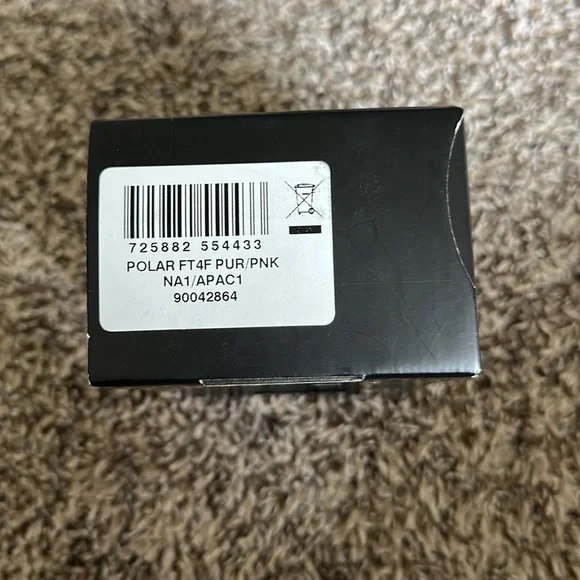 725882 554433
POLAR FT4F PUR/PNK
NA1/APAC1
90042864